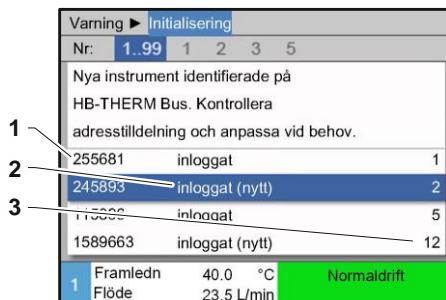 Varning ► Initialisering
Nr: 1..99 1 2 3 5
Nya instrument identifierade på
HB-THERM Bus. Kontrollera
adresstilldelning och anpassa vid behov.
1
255681 inloggat 1
2
245893 inloggat (nytt) 2
3
inloggat 5
1589663 inloggat (nytt) 12
1 Framledn 40.0 °C Normaldrift
Flöde 23.5 L/min